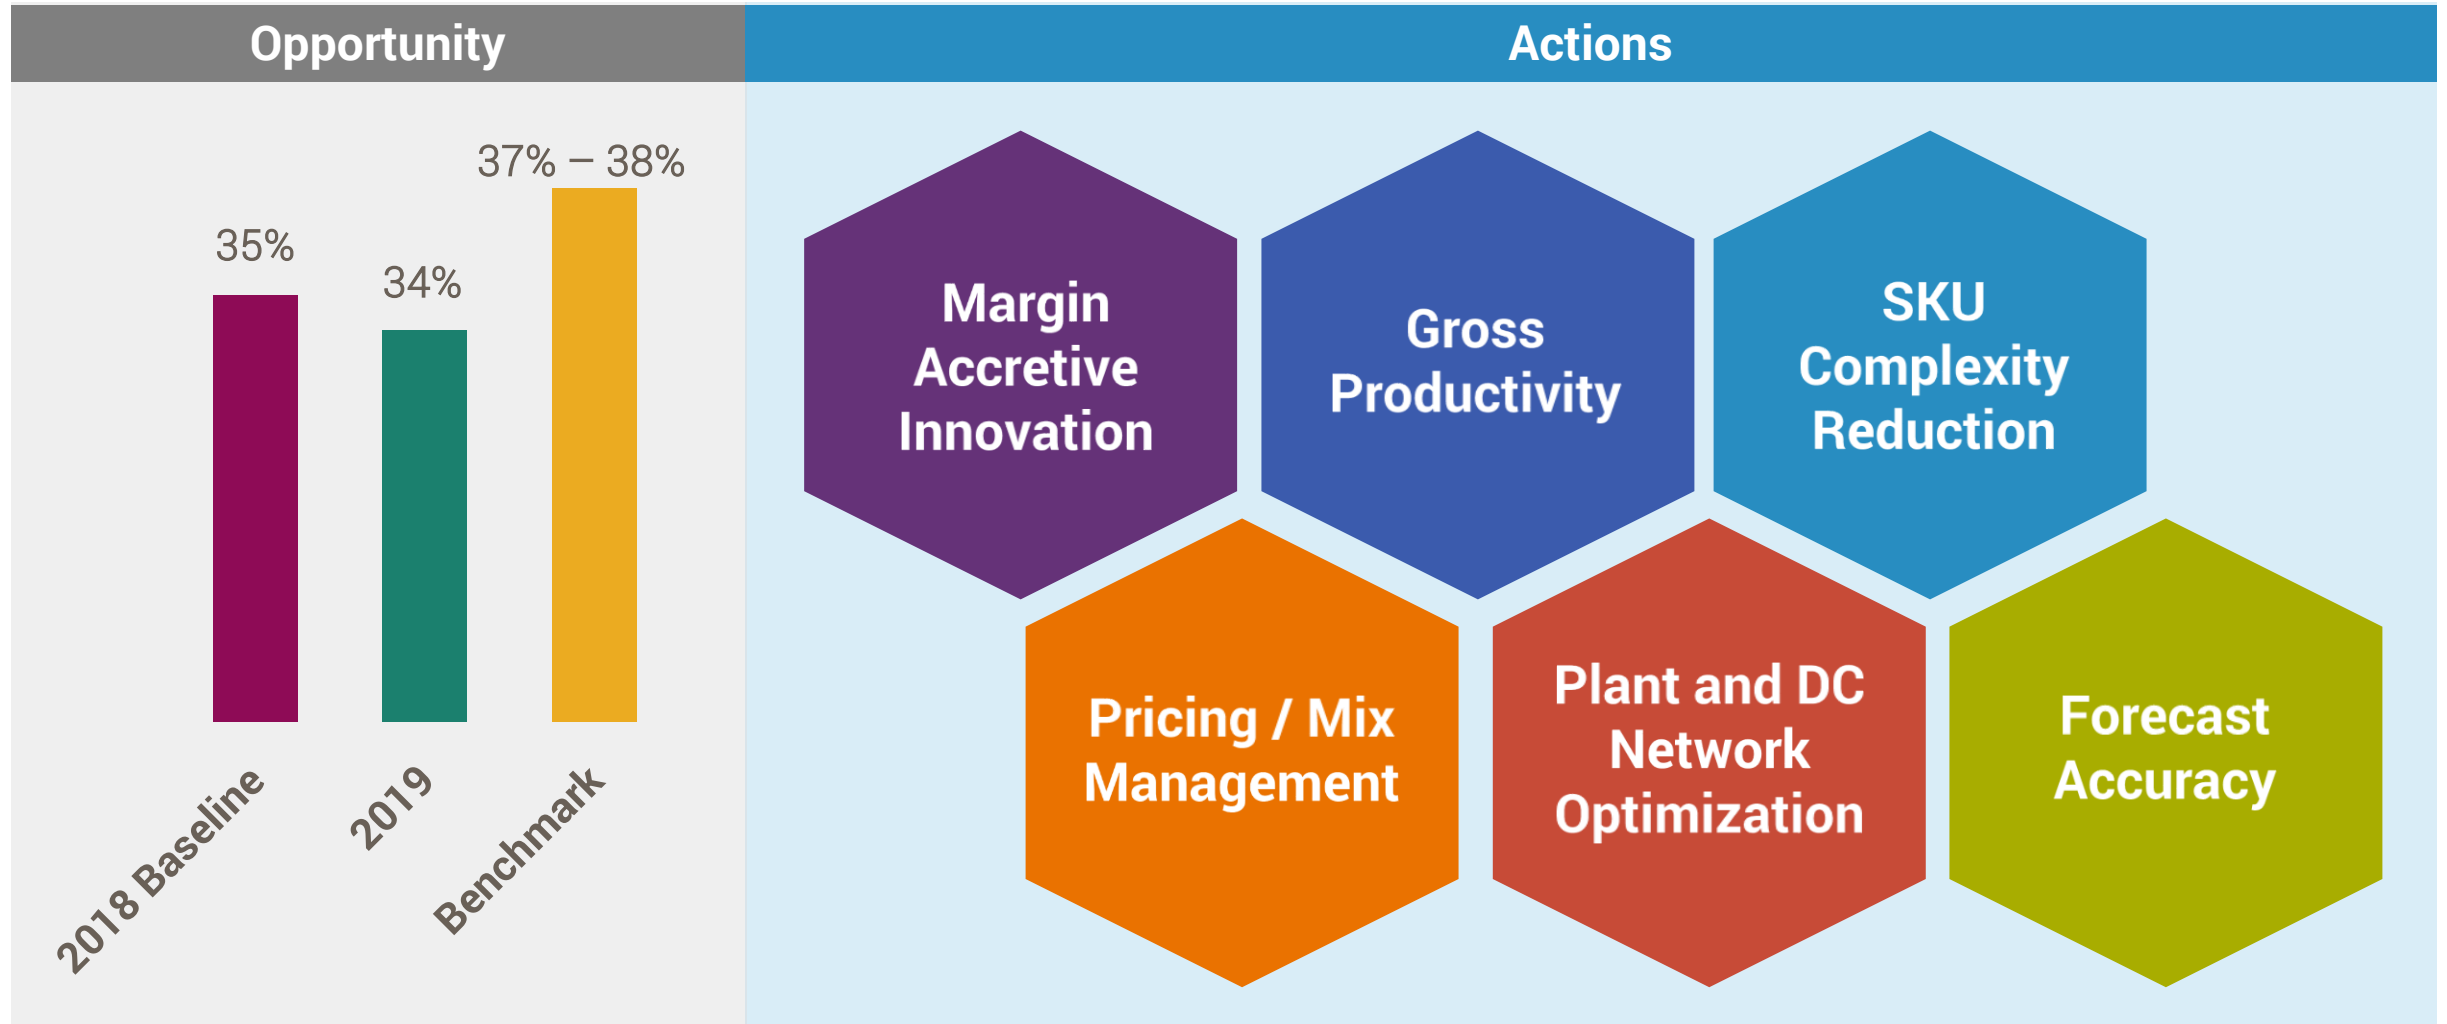 Opportunity
Actions
37% – 38%
35%
34%
2018 Baseline
2019
Benchmark
Margin
Accretive
Innovation
Gross
Productivity
SKU
Complexity
Reduction
Pricing / Mix
Management
Plant and DC
Network
Optimization
Forecast
Accuracy